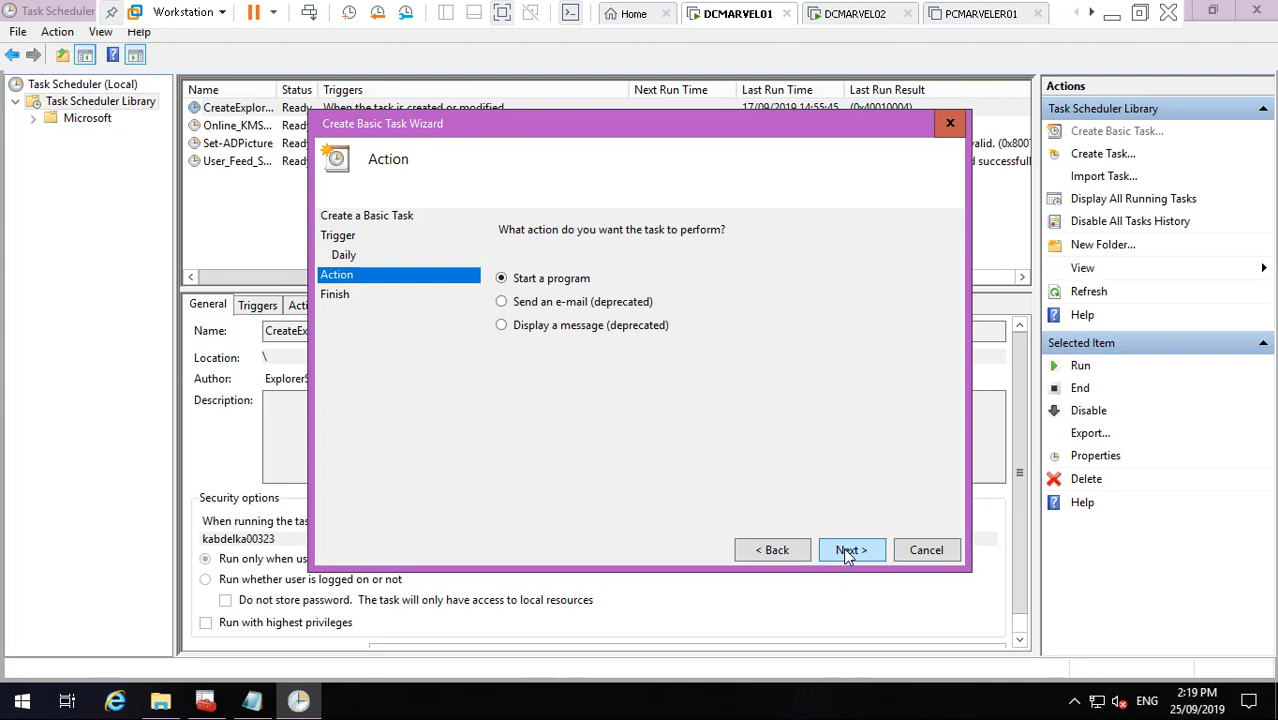 Task Scheduler Workstation Home DCMARVEL01 DCMARVEL02 PCMARVELER01
File Action View Help
Task Scheduler (Local)
Task Scheduler Library
Microsoft
Name Status Triggers Next Run Time Last Run Time Last Run Result
CreateExplor... Ready When the task is created or modified 17/09/2019 14:55:45 (0x40010004)
Online_KMS... Ready
Set-ADPicture Ready valid. (0x800
User_Feed_S... Ready d successfull
Create Basic Task Wizard
Action
Create a Basic Task
Trigger
Daily
Action
Finish
What action do you want the task to perform?
Start a program
Send an e-mail (deprecated)
Display a message (deprecated)
< Back Next > Cancel
General Triggers Acti
Name: CreateEx
Location: \
Author: Explorer
Description:
Security options
When running the tas
kabdelka00323
Run only when us
Run whether user is logged on or not
Do not store password. The task will only have access to local resources
Run with highest privileges
Actions
Task Scheduler Library
Create Basic Task...
Create Task...
Import Task...
Display All Running Tasks
Disable All Tasks History
New Folder...
View
Refresh
Help
Selected Item
Run
End
Disable
Export...
Properties
Delete
Help
ENG
2:19 PM
25/09/2019